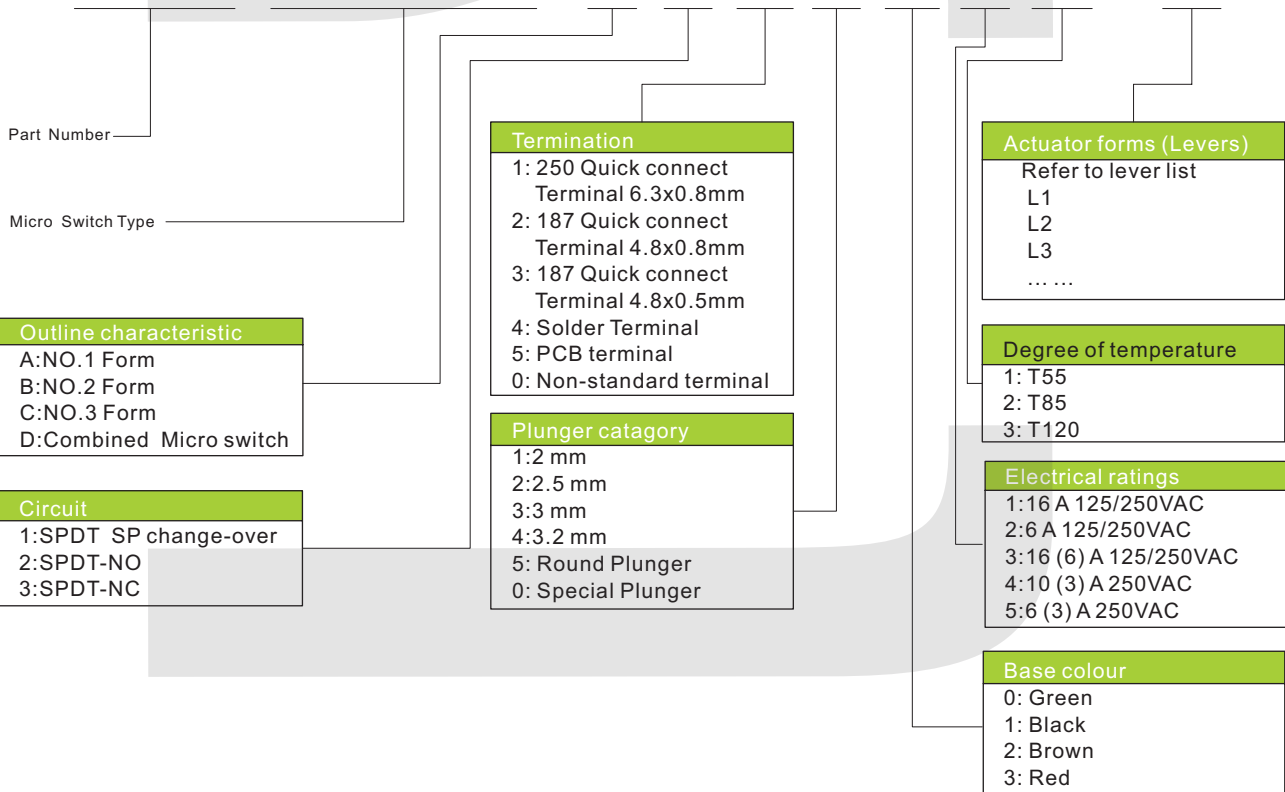 Part Number
Micro Switch Type
Outline characteristic
A:NO.1 Form
B:NO.2 Form
C:NO.3 Form
D:Combined Micro switch
Circuit
1:SPDT SP change-over
2:SPDT-NO
3:SPDT-NC
Termination
1: 250 Quick connect
Terminal 6.3x0.8mm
2: 187 Quick connect
Terminal 4.8x0.8mm
3: 187 Quick connect
Terminal 4.8x0.5mm
4: Solder Terminal
5: PCB terminal
0: Non-standard terminal
Plunger catagory
1:2 mm
2:2.5 mm
3:3 mm
4:3.2 mm
5: Round Plunger
0: Special Plunger
Actuator forms (Levers)
Refer to lever list
L1
L2
L3
... ...
Degree of temperature
1: T55
2: T85
3: T120
Electrical ratings
1:16 A 125/250VAC
2:6 A 125/250VAC
3:16 (6) A 125/250VAC
4:10 (3) A 250VAC
5:6 (3) A 250VAC
Base colour
0: Green
1: Black
2: Brown
3: Red